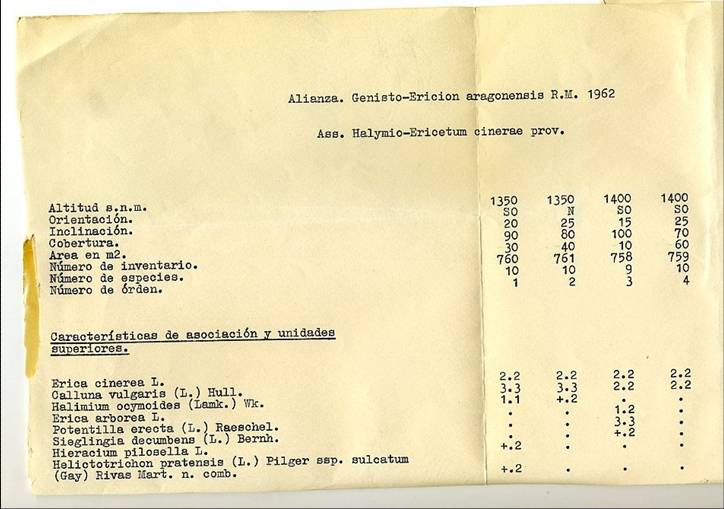 Alianza. Genisto-Ericion aragonensis R.M. 1962
Ass. Halymio-Ericetum cinerae prov.
Altitud s.n.m. 1350 1350 1400 1400
Orientación. SO N SO SO
Inclinación. 20 25 15 25
Cobertura. 90 80 100 70
Area en m2. 30 40 10 60
Número de inventario. 760 761 758 759
Número de especies. 10 10 9 10
Número de órden. 1 2 3 4
Características de asociación y unidades
superiores.
Erica cinerea L. 2.2 2.2 2.2 2.2
Calluna vulgaris (L.) Hull. 3.3 3.3 2.2 2.2
Halimium ocymoides (Lamk.) Wk. 1.1 +.2 . .
Erica arborea L. . . 1.2 .
Potentilla erecta (L.) Raeschel. . . 3.3 .
Sieglingia decumbens (L.) Bernh. . . +.2 .
Hieracium pilosella L. +.2 . . .
Helictotrichon pratensis (L.) Pilger ssp. sulcatum
(Gay) Rivas Mart. n. comb. +.2 . . .